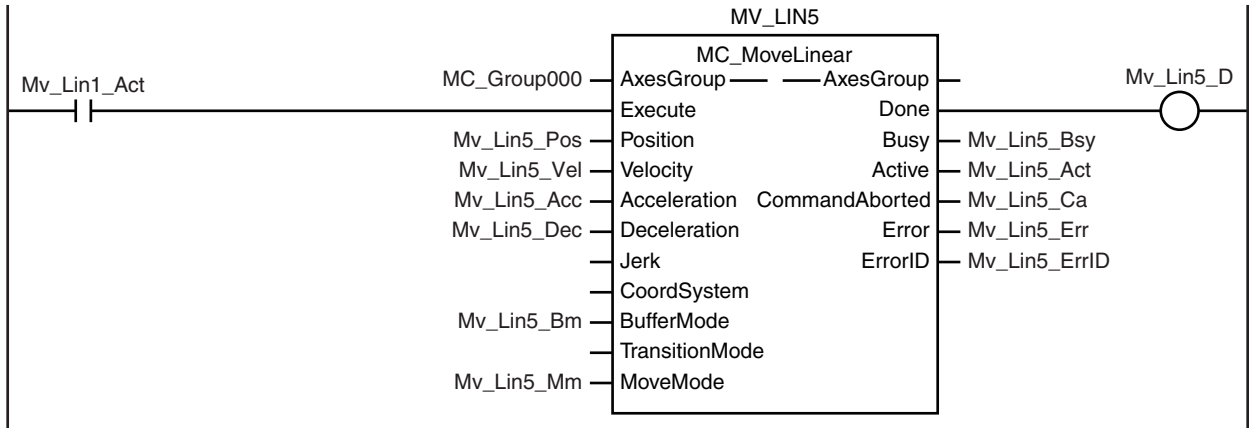 MV_LIN5
MC_MoveLinear
Mv_Lin1_Act
MC_Group000 AxesGroup AxesGroup Mv_Lin5_D
Execute Done
Mv_Lin5_Pos Position Busy Mv_Lin5_Bsy
Mv_Lin5_Vel Velocity Active Mv_Lin5_Act
Mv_Lin5_Acc Acceleration CommandAborted Mv_Lin5_Ca
Mv_Lin5_Dec Deceleration Error Mv_Lin5_Err
Jerk ErrorID Mv_Lin5_ErrID
CoordSystem
Mv_Lin5_Bm BufferMode
TransitionMode
Mv_Lin5_Mm MoveMode